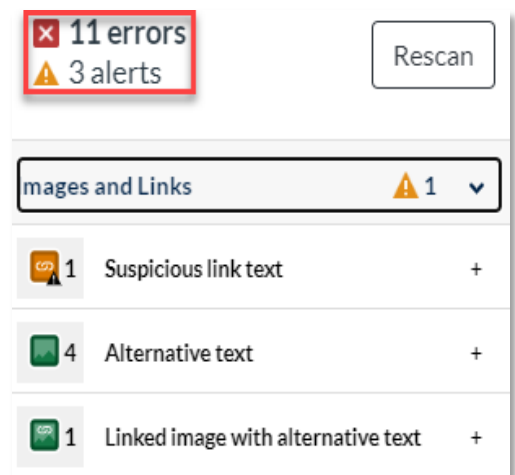 11 errors
3 alerts
Rescan
mages and Links 1
1 Suspicious link text +
4 Alternative text +
1 Linked image with alternative text +